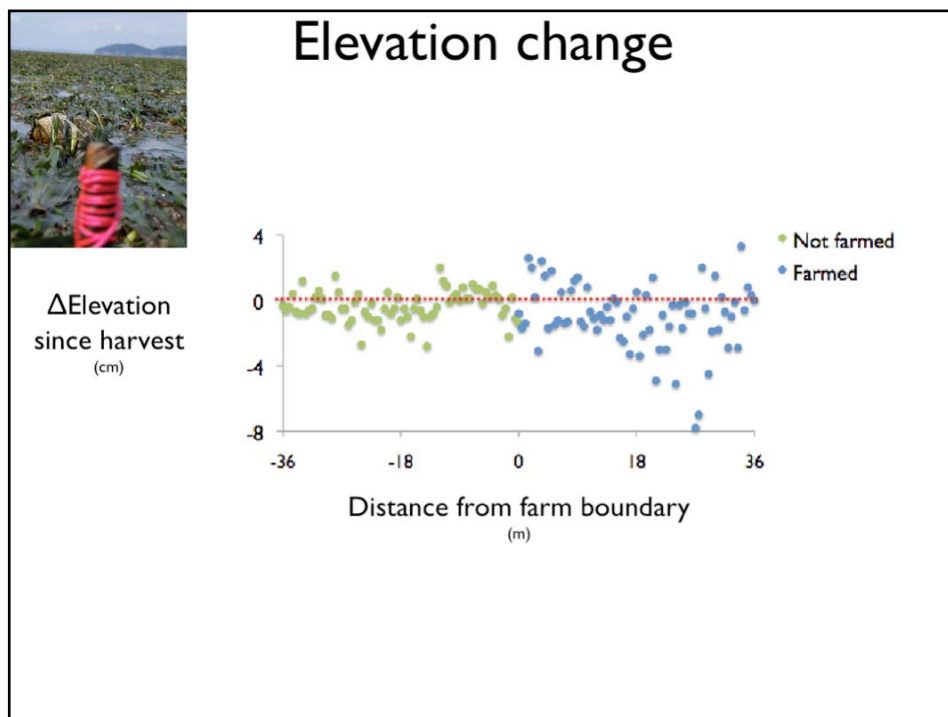 Elevation change
ΔElevation
since harvest
(cm)
4
0
-4
-8
-36
-18
0
18
36
Distance from farm boundary
(m)
Not farmed
Farmed